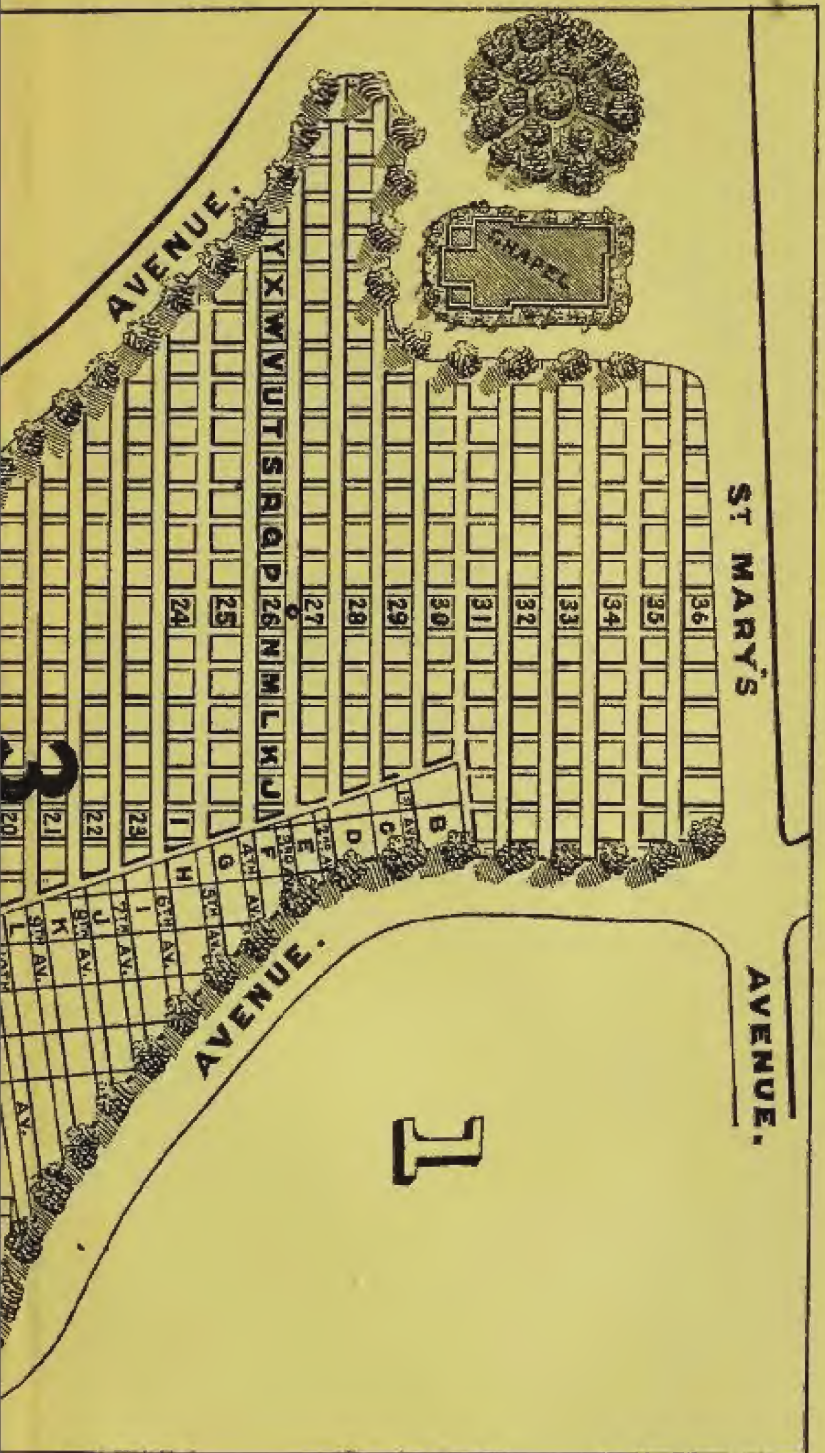 AVENUE.
CHAPEL
Y X W V U T S R Q P 26 N M L K J
24
25
27
28
29
30
31
32
33
34
35
36
ST MARY'S
AVENUE.
3
20
21
22
23
I
B
1ST AV.
C
D
2ND AV.
E
3RD AV.
F
4TH AV.
G
5TH AV.
H
6TH AV.
I
7TH AV.
J
8TH AV.
K
9TH AV.
L
10TH
AV.
AVENUE.
I